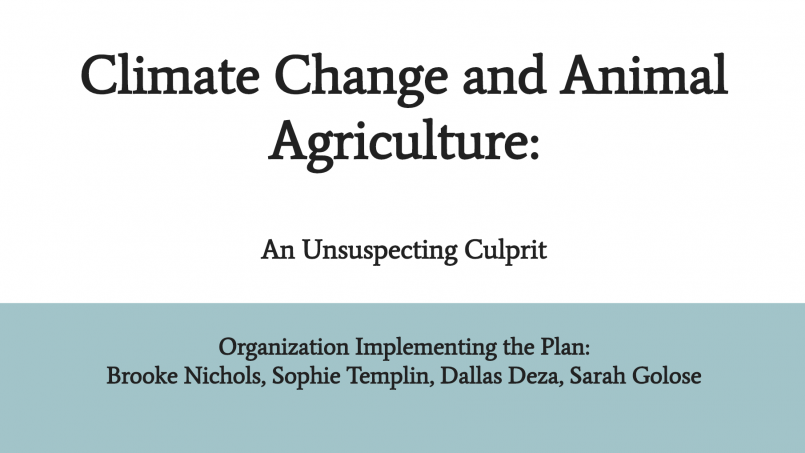 Climate Change and Animal
Agriculture:
An Unsuspecting Culprit
Organization Implementing the Plan:
Brooke Nichols, Sophie Templin, Dallas Deza, Sarah Golose